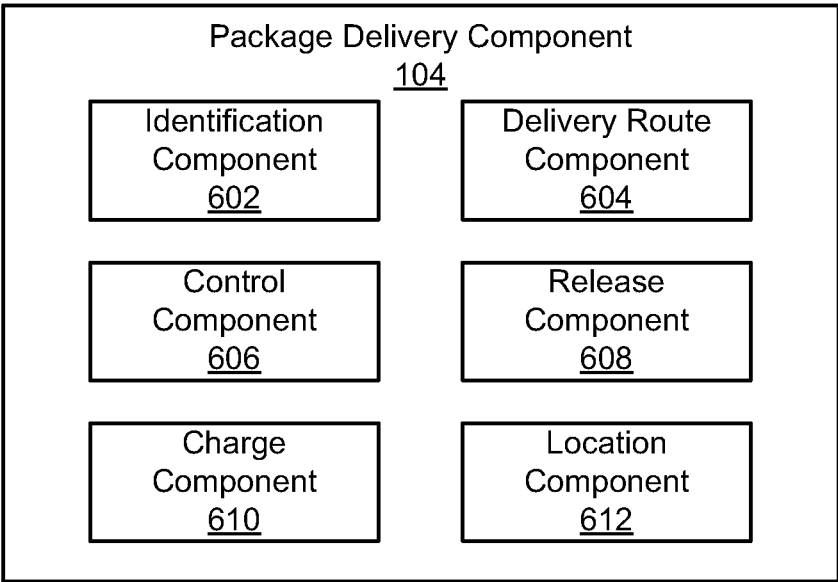 Package Delivery Component
104
Identification
Component
602
Delivery Route
Component
604
Control
Component
606
Release
Component
608
Charge
Component
610
Location
Component
612